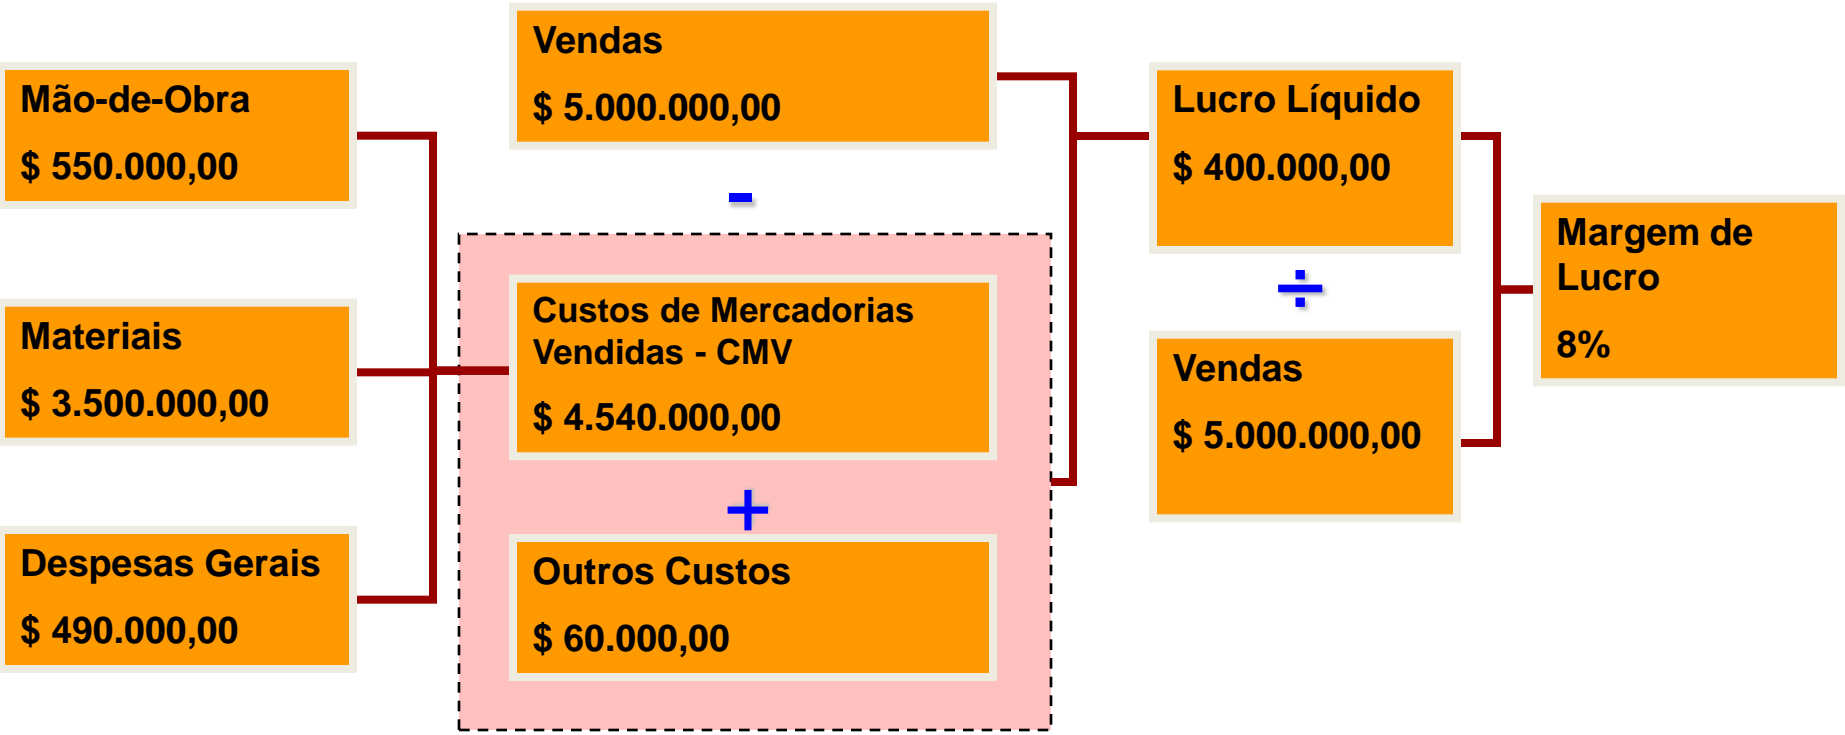 Mão-de-Obra
$ 550.000,00
Materiais
$ 3.500.000,00
Despesas Gerais
$ 490.000,00
Vendas
$ 5.000.000,00
-
Custos de Mercadorias
Vendidas - CMV
$ 4.540.000,00
+
Outros Custos
$ 60.000,00
Lucro Líquido
$ 400.000,00
÷
Vendas
$ 5.000.000,00
Margem de
Lucro
8%